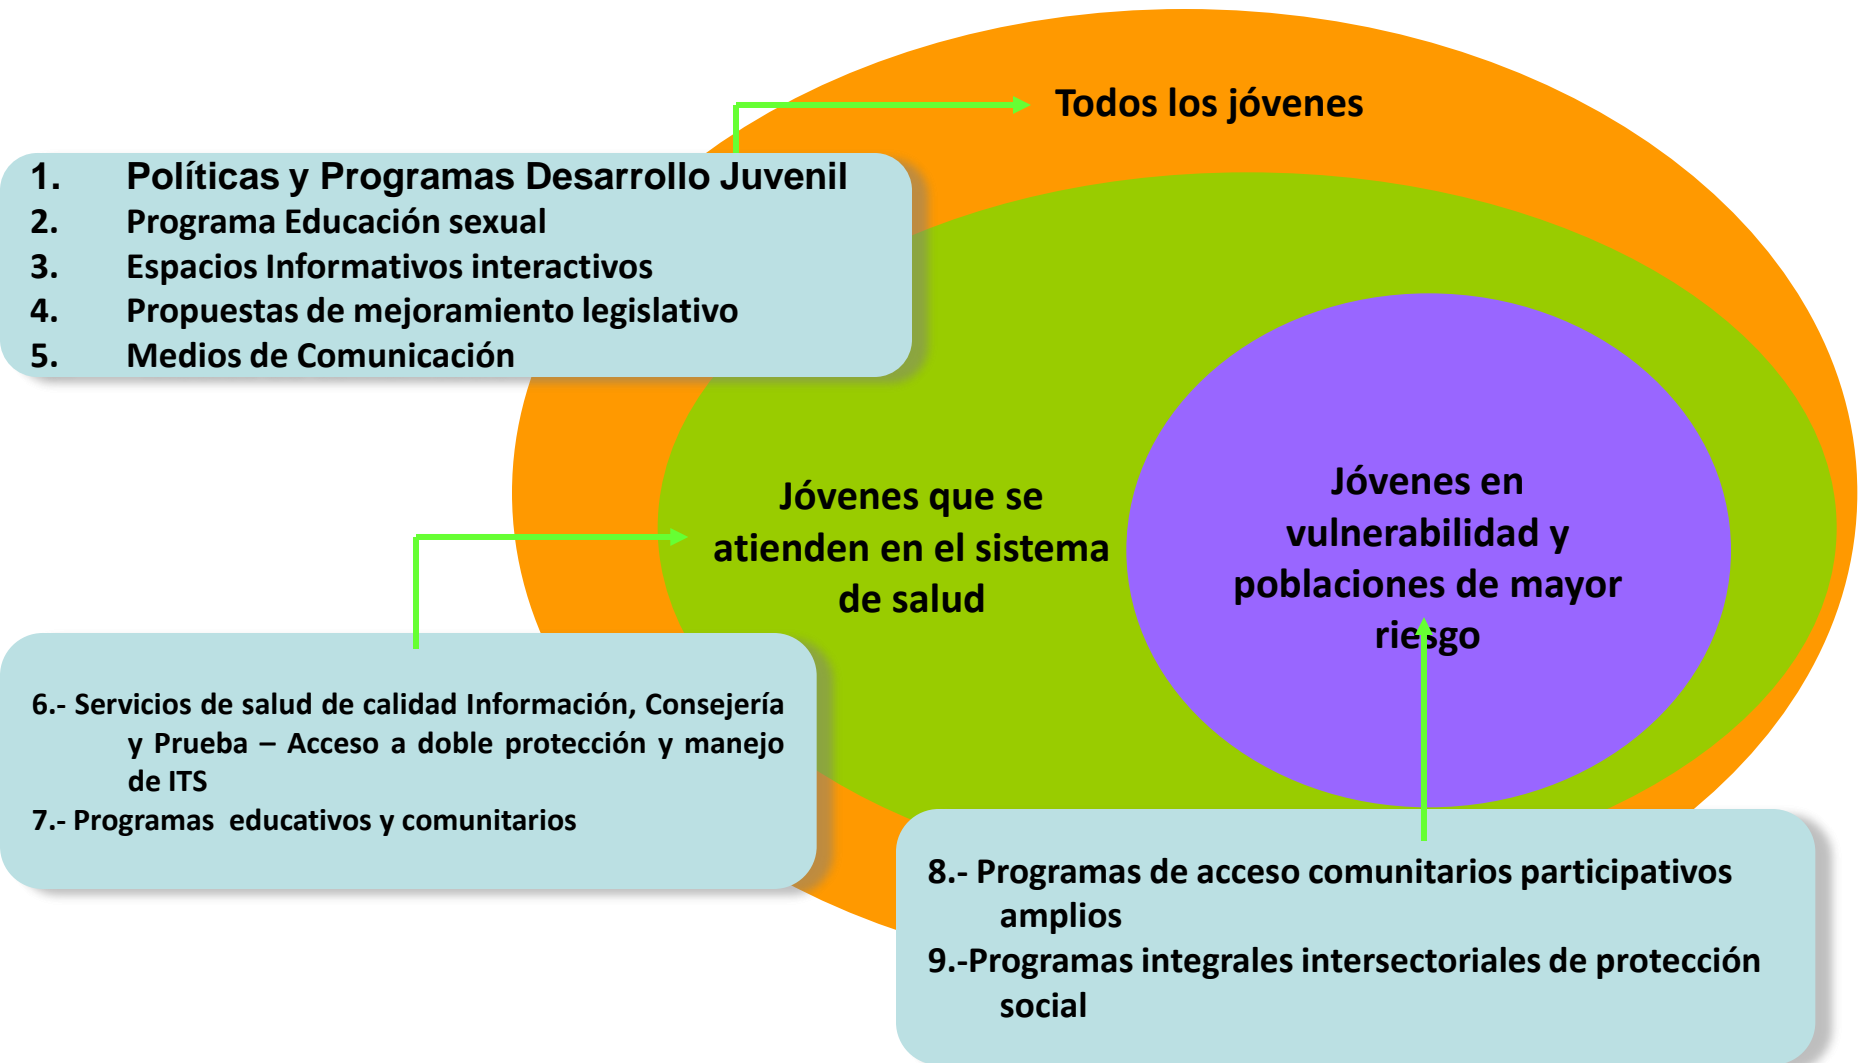 Todos los jóvenes
1. Políticas y Programas Desarrollo Juvenil
2. Programa Educación sexual
3. Espacios Informativos interactivos
4. Propuestas de mejoramiento legislativo
5. Medios de Comunicación
Jóvenes que se
atienden en el sistema
de salud
Jóvenes en
vulnerabilidad y
poblaciones de mayor
riesgo
6.- Servicios de salud de calidad Información, Consejería
y Prueba – Acceso a doble protección y manejo
de ITS
7.- Programas educativos y comunitarios
8.- Programas de acceso comunitarios participativos
amplios
9.-Programas integrales intersectoriales de protección
social